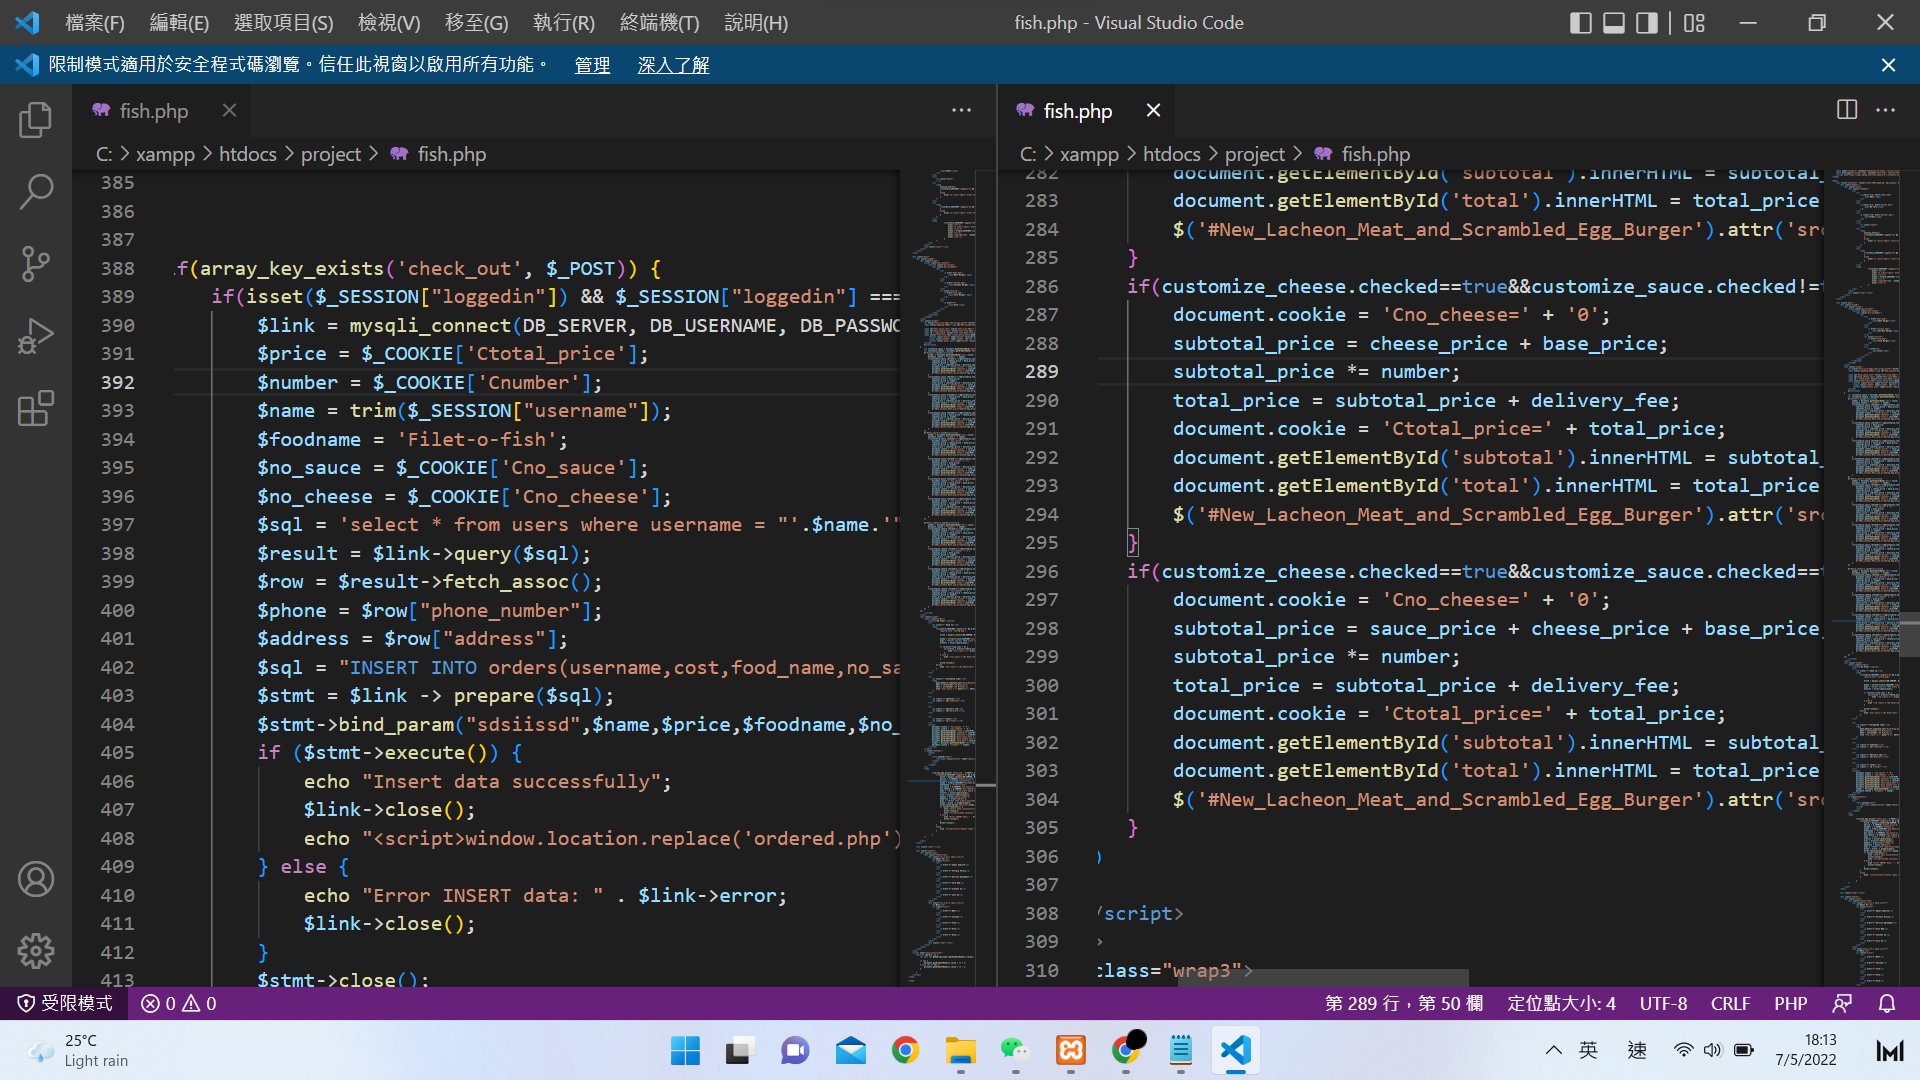 檔案(F) 編輯(E) 選取項目(S) 檢視(V) 移至(G) 執行(R) 終端機(T) 說明(H) fish.php - Visual Studio Code
限制模式適用於安全程式碼瀏覽。信任此視窗以啟用所有功能。 管理 深入了解
fish.php
C: > xampp > htdocs > project > fish.php
385
386
387
388 if(array_key_exists('check_out', $_POST)) {
389 if(isset($_SESSION["loggedin"]) && $_SESSION["loggedin"] ===
390 $link = mysqli_connect(DB_SERVER, DB_USERNAME, DB_PASSWO
391 $price = $_COOKIE['Ctotal_price'];
392 $number = $_COOKIE['Cnumber'];
393 $name = trim($_SESSION["username"]);
394 $foodname = 'Filet-o-fish';
395 $no_sauce = $_COOKIE['Cno_sauce'];
396 $no_cheese = $_COOKIE['Cno_cheese'];
397 $sql = 'select * from users where username = "'.$name.'"
398 $result = $link->query($sql);
399 $row = $result->fetch_assoc();
400 $phone = $row["phone_number"];
401 $address = $row["address"];
402 $sql = "INSERT INTO orders(username,cost,food_name,no_sa
403 $stmt = $link -> prepare($sql);
404 $stmt->bind_param("sdsiissd",$name,$price,$foodname,$no_
405 if ($stmt->execute()) {
406 echo "Insert data successfully";
407 $link->close();
408 echo "<script>window.location.replace('ordered.php')
409 } else {
410 echo "Error INSERT data: " . $link->error;
411 $link->close();
412 }
413 $stmt->close();
fish.php
C: > xampp > htdocs > project > fish.php
282 document.getElementById('subtotal').innerHTML = subtotal_
283 document.getElementById('total').innerHTML = total_price
284 $('#New_Lacheon_Meat_and_Scrambled_Egg_Burger').attr('src
285 }
286 if(customize_cheese.checked==true&&customize_sauce.checked!=t
287 document.cookie = 'Cno_cheese=' + '0';
288 subtotal_price = cheese_price + base_price;
289 subtotal_price *= number;
290 total_price = subtotal_price + delivery_fee;
291 document.cookie = 'Ctotal_price=' + total_price;
292 document.getElementById('subtotal').innerHTML = subtotal_
293 document.getElementById('total').innerHTML = total_price
294 $('#New_Lacheon_Meat_and_Scrambled_Egg_Burger').attr('src
295 }
296 if(customize_cheese.checked==true&&customize_sauce.checked==t
297 document.cookie = 'Cno_cheese=' + '0';
298 subtotal_price = sauce_price + cheese_price + base_price
299 subtotal_price *= number;
300 total_price = subtotal_price + delivery_fee;
301 document.cookie = 'Ctotal_price=' + total_price;
302 document.getElementById('subtotal').innerHTML = subtotal_
303 document.getElementById('total').innerHTML = total_price
304 $('#New_Lacheon_Meat_and_Scrambled_Egg_Burger').attr('src
305 }
306 )
307
308 /script>
309 >
310 class="wrap3">
受限模式 0 0 第 289 行，第 50 欄 定位點大小: 4 UTF-8 CRLF PHP
25°C
Light rain
英 速
18:13
7/5/2022